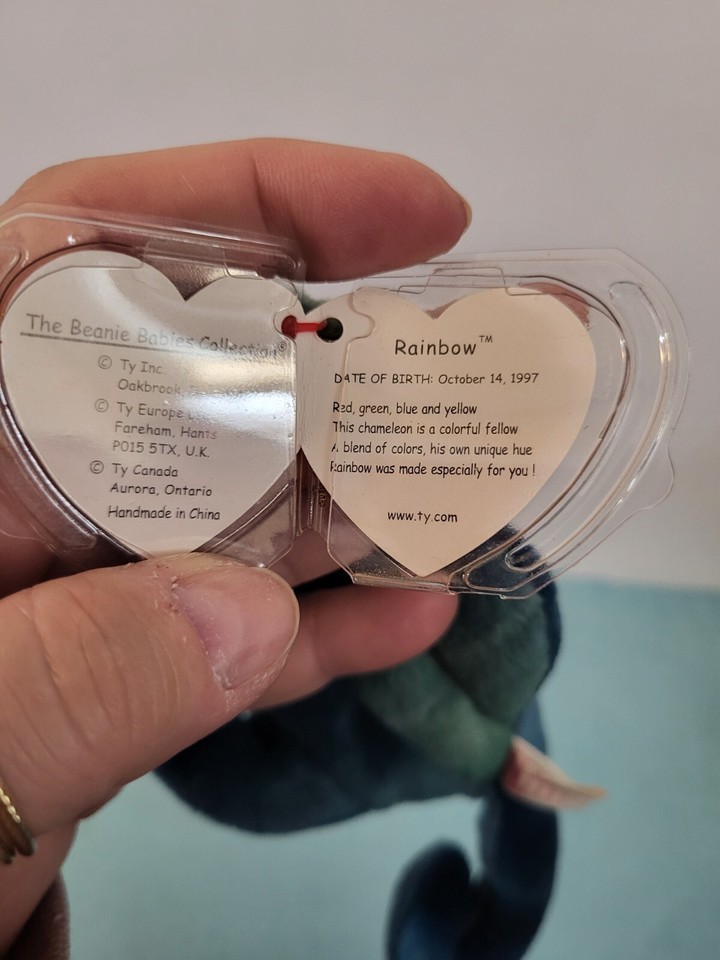 The Beanie Babies Collection®
© Ty Inc.
Oakbrook,
© Ty Europe
Fareham, Hants
PO15 5TX, U.K.
© Ty Canada
Aurora, Ontario
Handmade in China
Rainbow™
DATE OF BIRTH: October 14, 1997
Red, green, blue and yellow
This chameleon is a colorful fellow
A blend of colors, his own unique hue
Rainbow was made especially for you !
www.ty.com